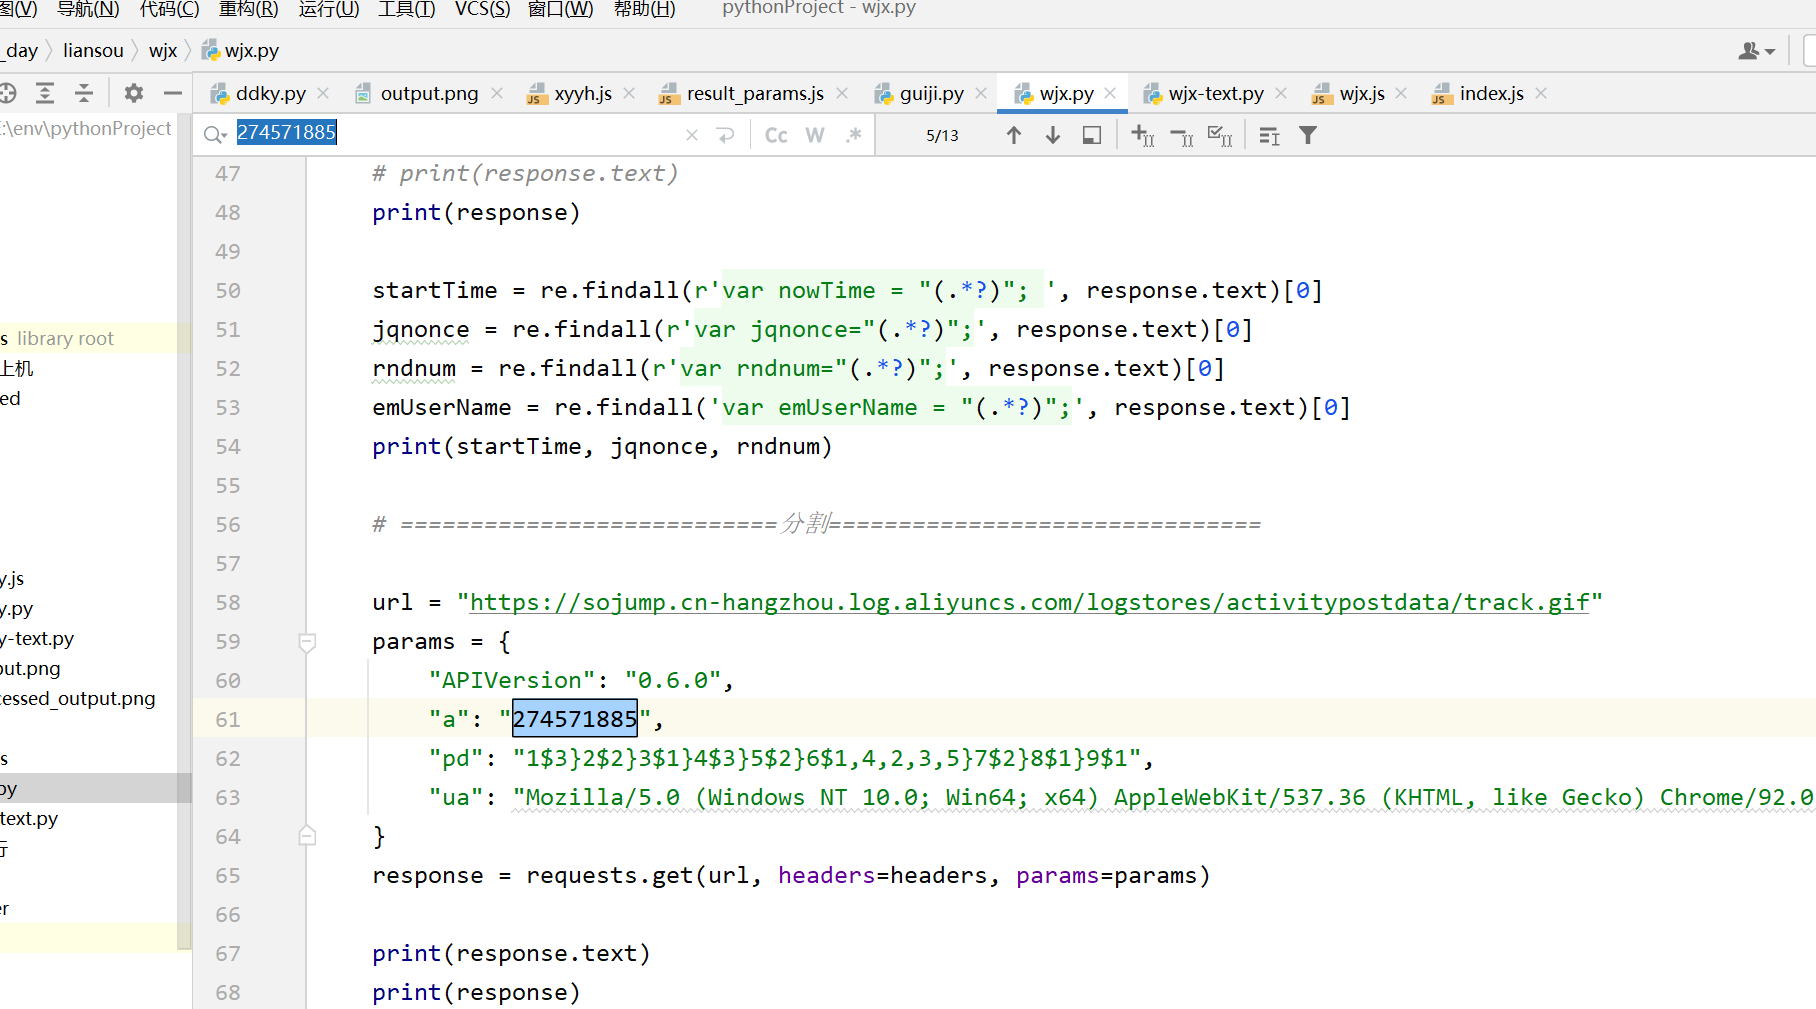 图(V) 导航(N) 代码(C) 重构(R) 运行(U) 工具(T) VCS(S) 窗口(W) 帮助(H) pythonProject - wjx.py
_day liansou wjx wjx.py
ddky.py output.png xyyh.js result_params.js guiji.py wjx.py wjx-text.py wjx.js index.js
:\env\pythonProject
274571885 Cc W .* 5/13
47 # print(response.text)
48 print(response)
49
50 startTime = re.findall(r'var nowTime = "(.*?)"; ', response.text)[0]
51 jqnonce = re.findall(r'var jqnonce="(.*?)";', response.text)[0]
52 rndnum = re.findall(r'var rndnum="(.*?)";', response.text)[0]
53 emUserName = re.findall('var emUserName = "(.*?)";', response.text)[0]
54 print(startTime, jqnonce, rndnum)
55
56 # ===========================分割===============================
57
58 url = "https://sojump.cn-hangzhou.log.aliyuncs.com/logstores/activitypostdata/track.gif"
59 params = {
60 "APIVersion": "0.6.0",
61 "a": "274571885",
62 "pd": "1$3}2$2}3$1}4$3}5$2}6$1,4,2,3,5}7$2}8$1}9$1",
63 "ua": "Mozilla/5.0 (Windows NT 10.0; Win64; x64) AppleWebKit/537.36 (KHTML, like Gecko) Chrome/92.0
64 }
65 response = requests.get(url, headers=headers, params=params)
66
67 print(response.text)
68 print(response)
s library root
上机
ed
y.js
y.py
y-text.py
out.png
cessed_output.png
s
py
text.py
行
er